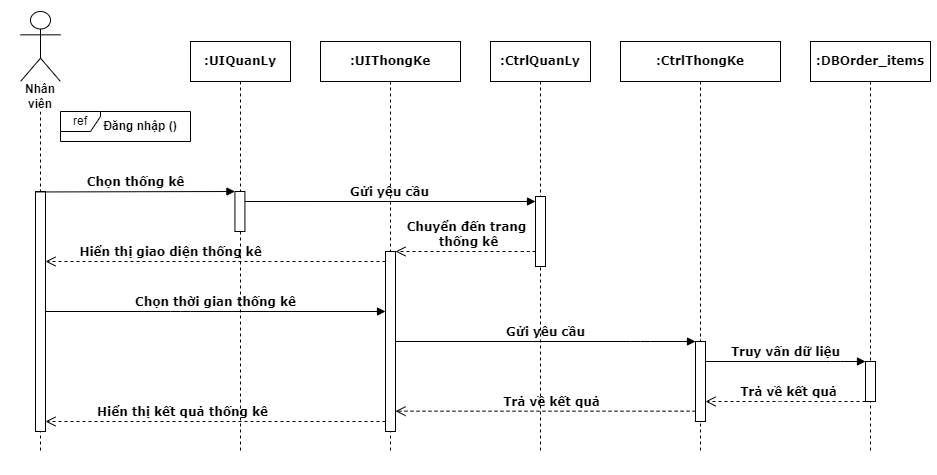 :UIQuanLy
:UIThongKe
:CtrlQuanLy
:CtrlThongKe
:DBOrder_items
Nhân
viên
ref
Đăng nhập ()
Chọn thống kê
Gửi yêu cầu
Chuyển đến trang
thống kê
Hiển thị giao diện thống kê
Chọn thời gian thống kê
Gửi yêu cầu
Truy vấn dữ liệu
Trả về kết quả
Trả về kết quả
Hiển thị kết quả thống kê